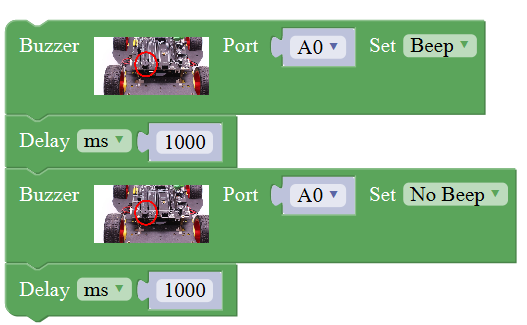 Buzzer Port A0 Set Beep
Delay ms 1000
Buzzer Port A0 Set No Beep
Delay ms 1000